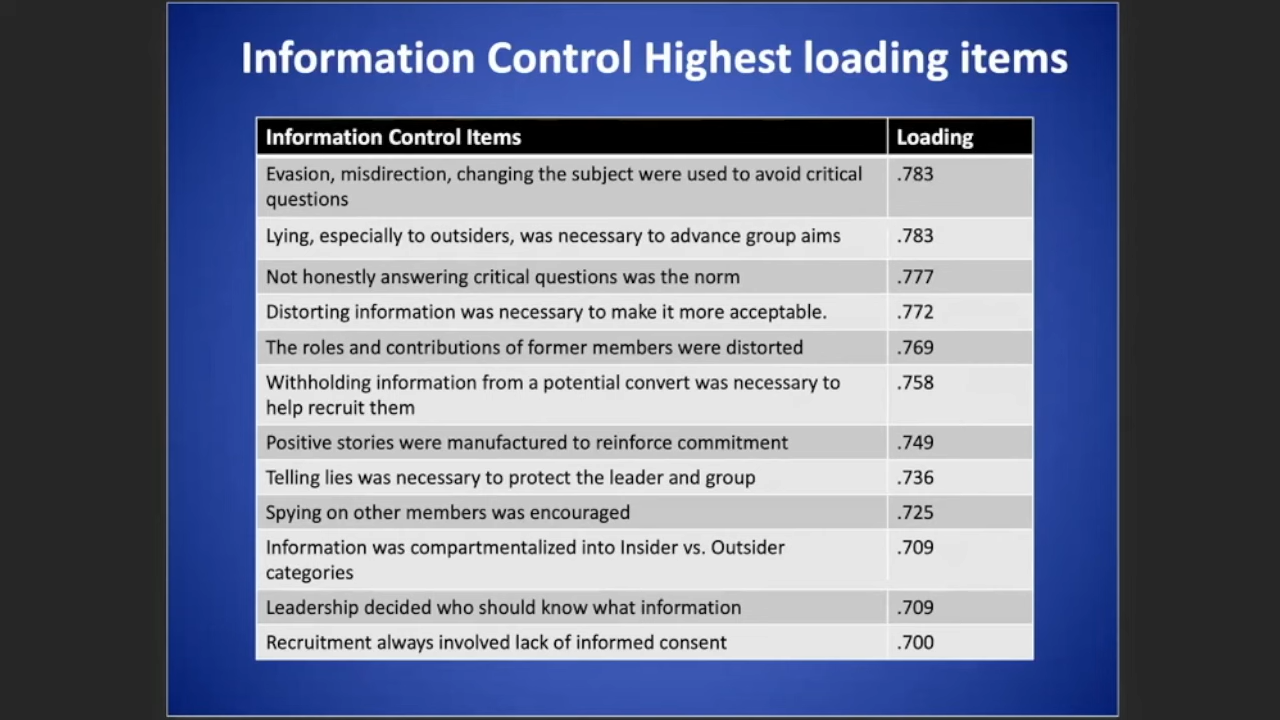 Information Control Highest loading items
Information Control Items Loading
Evasion, misdirection, changing the subject were used to avoid critical .783
questions
Lying, especially to outsiders, was necessary to advance group aims .783
Not honestly answering critical questions was the norm .777
Distorting information was necessary to make it more acceptable. .772
The roles and contributions of former members were distorted .769
Withholding information from a potential convert was necessary to .758
help recruit them
Positive stories were manufactured to reinforce commitment .749
Telling lies was necessary to protect the leader and group .736
Spying on other members was encouraged .725
Information was compartmentalized into Insider vs. Outsider .709
categories
Leadership decided who should know what information .709
Recruitment always involved lack of informed consent .700